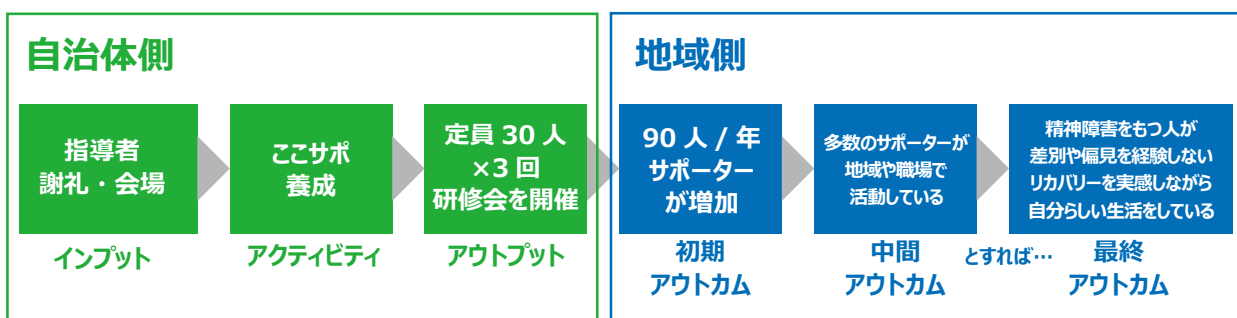 自治体側
指導者
謝礼・会場
インプット
ここサポ
養成
アクティビティ
定員 30 人
×3 回
研修会を開催
アウトプット
地域側
90 人 / 年
サポーター
が増加
初期
アウトカム
多数のサポーターが
地域や職場で
活動している
中間
アウトカム
とすれば…
精神障害をもつ人が
差別や偏見を経験しない
リカバリーを実感しながら
自分らしい生活をしている
最終
アウトカム